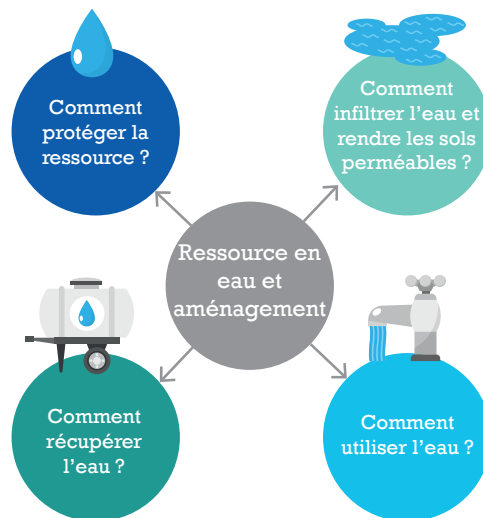 Comment
protéger la
ressource ?
Comment
infiltrer l’eau et
rendre les sols
perméables ?
Ressource en
eau et
aménagement
Comment
récupérer
l’eau ?
Comment
utiliser l’eau ?